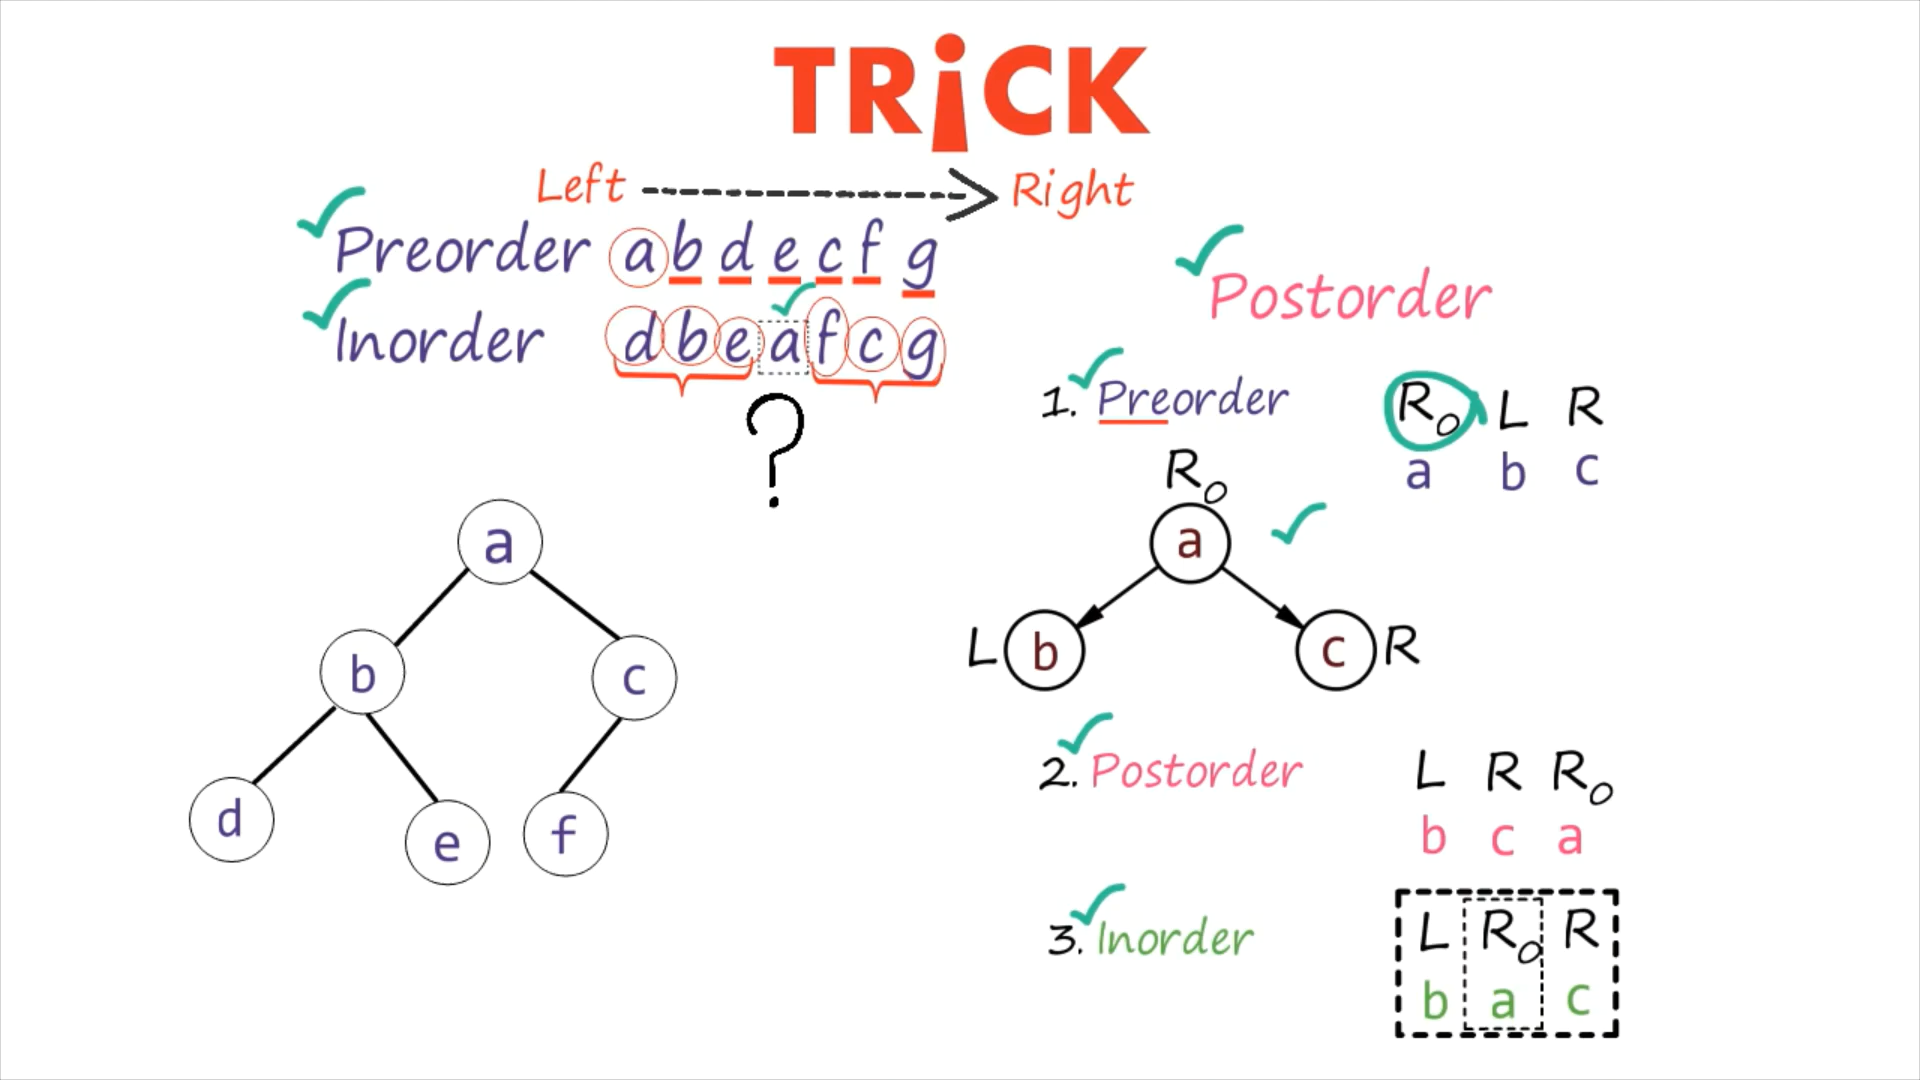 TRiCK
Left Right
Preorder a b d e c f g
Inorder d b e a f c g
?
Postorder
1. Preorder Ro L R
a b c
Ro
a
L b c R
a
b c
d e f
2. Postorder L R Ro
b c a
3. Inorder L Ro R
b a c